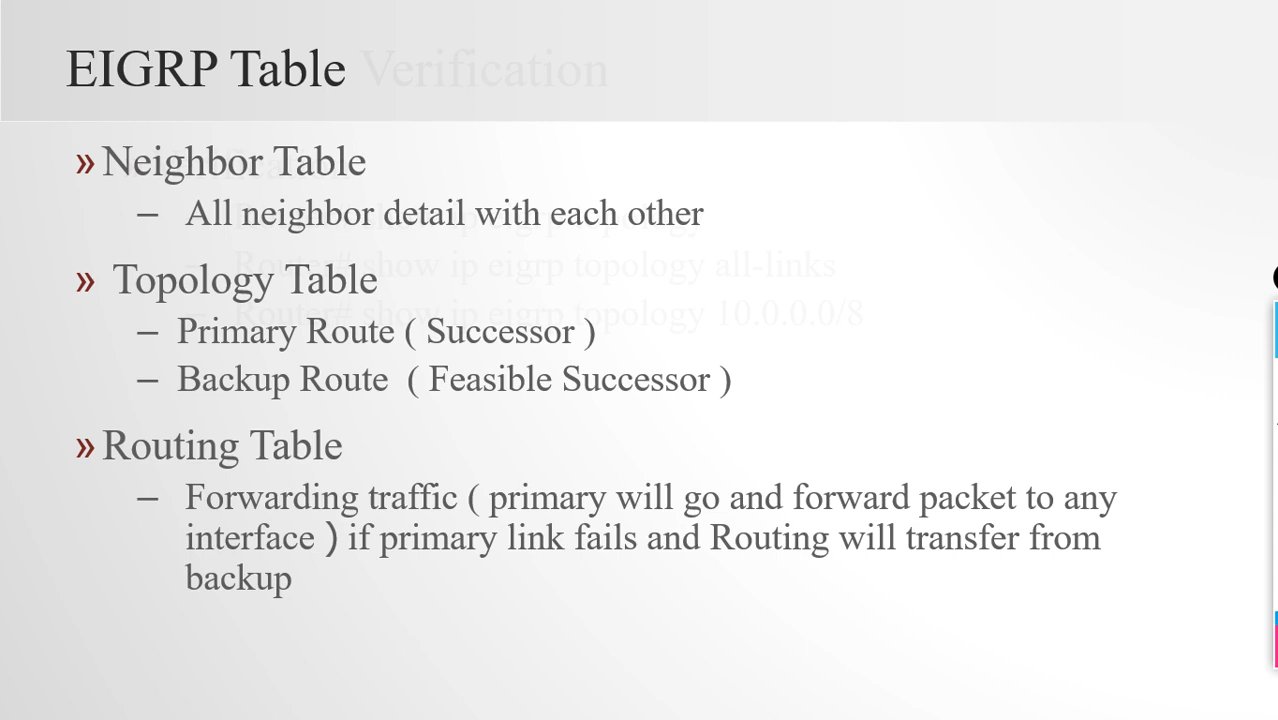 EIGRP Table Verification
» Neighbor Table
– All neighbor detail with each other
» Topology Table
Router# show ip eigrp topology all-links
Router# show ip eigrp topology 10.0.0.0/8
– Primary Route ( Successor )
– Backup Route ( Feasible Successor )
» Routing Table
– Forwarding traffic ( primary will go and forward packet to any
interface ) if primary link fails and Routing will transfer from
backup